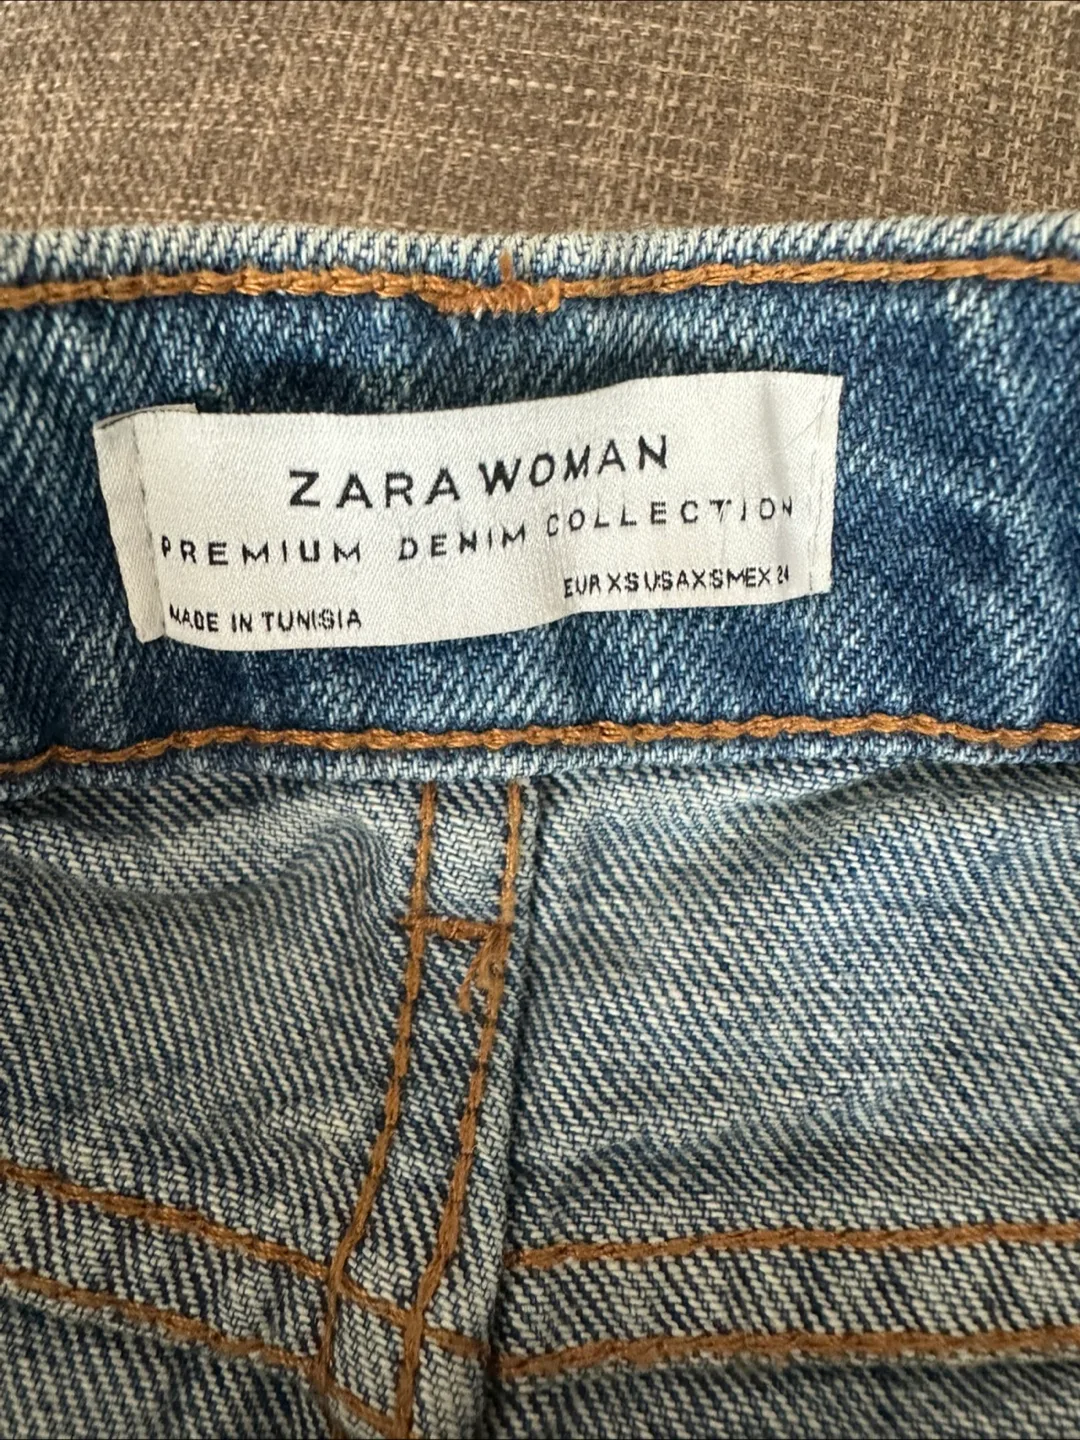 ZARA WOMAN
PREMIUM DENIM COLLECTION
EUR XS USA XS MEX 24
MADE IN TUNISIA